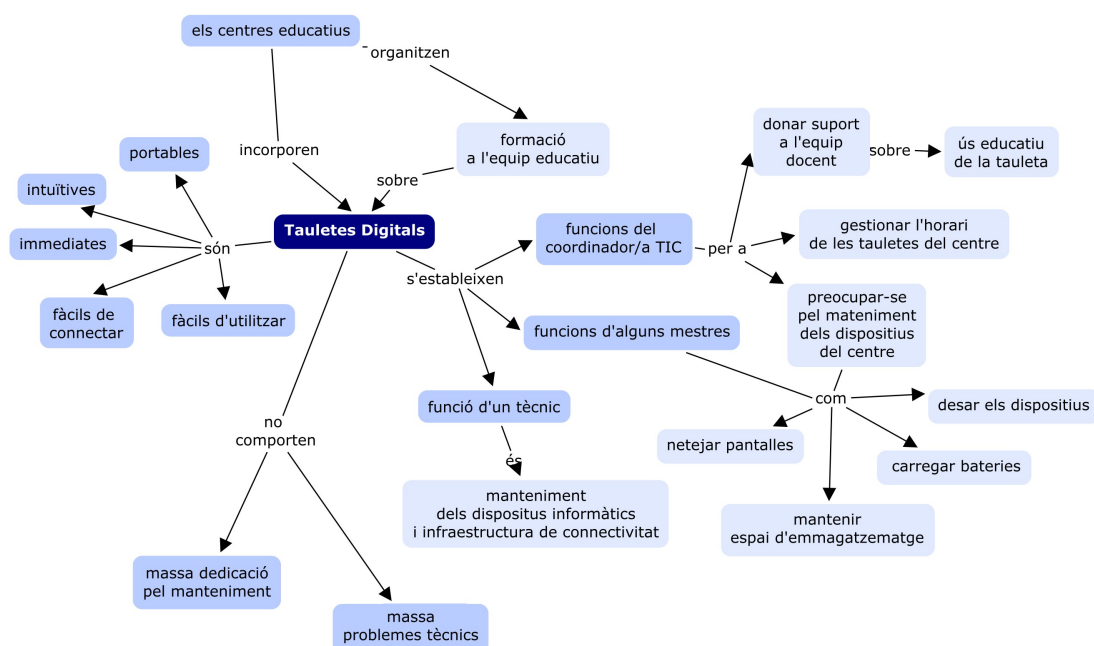 els centres educatius
organitzen
formació
a l'equip educatiu
sobre
incorporen
Tauletes Digitals
són
portables
intuïtives
immediates
fàcils de
connectar
fàcils d'utilitzar
no
comporten
massa dedicació
pel manteniment
massa
problemes tècnics
s'estableixen
funcions del
coordinador/a TIC
per a
donar suport
a l'equip
docent
sobre
ús educatiu
de la tauleta
gestionar l'horari
de les tauletes del centre
preocupar-se
pel mateniment
dels dispositius
del centre
funcions d'alguns mestres
com
desar els dispositius
netejar pantalles
carregar bateries
mantenir
espai d'emmagatzematge
funció d'un tècnic
és
manteniment
dels dispositus informàtics
i infraestructura de connectivitat